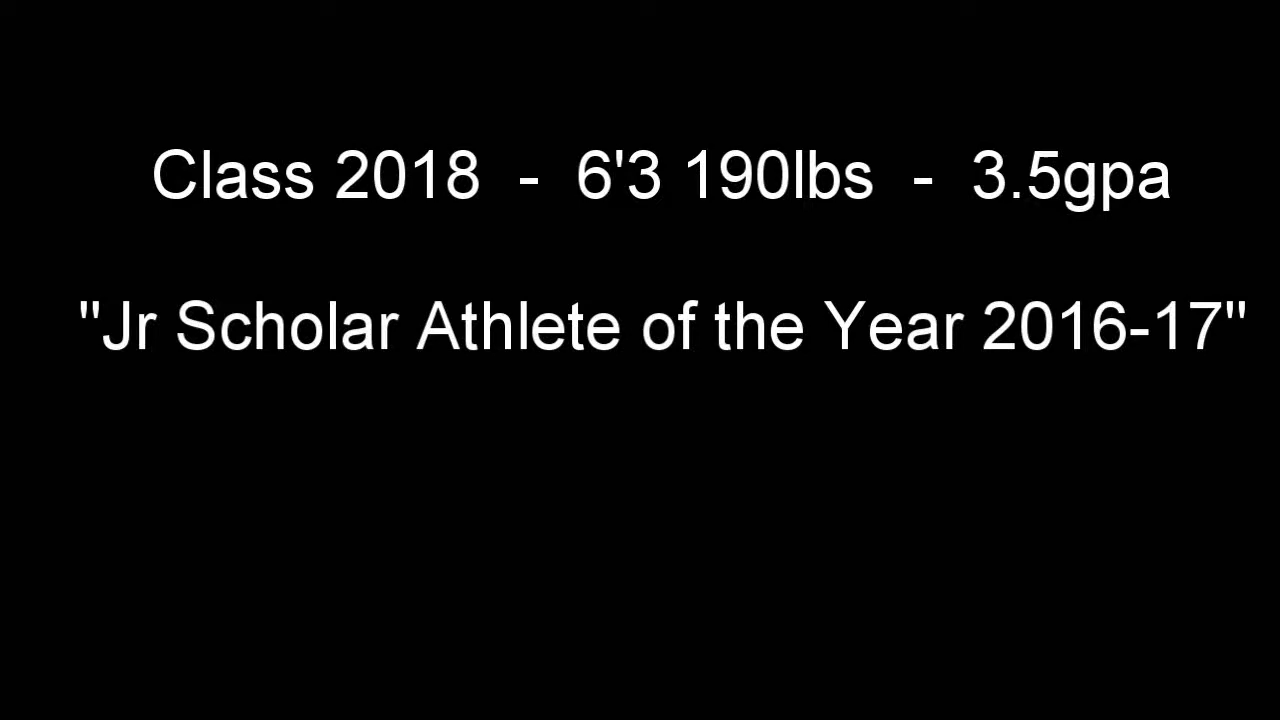 Class 2018  -  6'3 190lbs  -  3.5gpa
"Jr Scholar Athlete of the Year 2016-17"